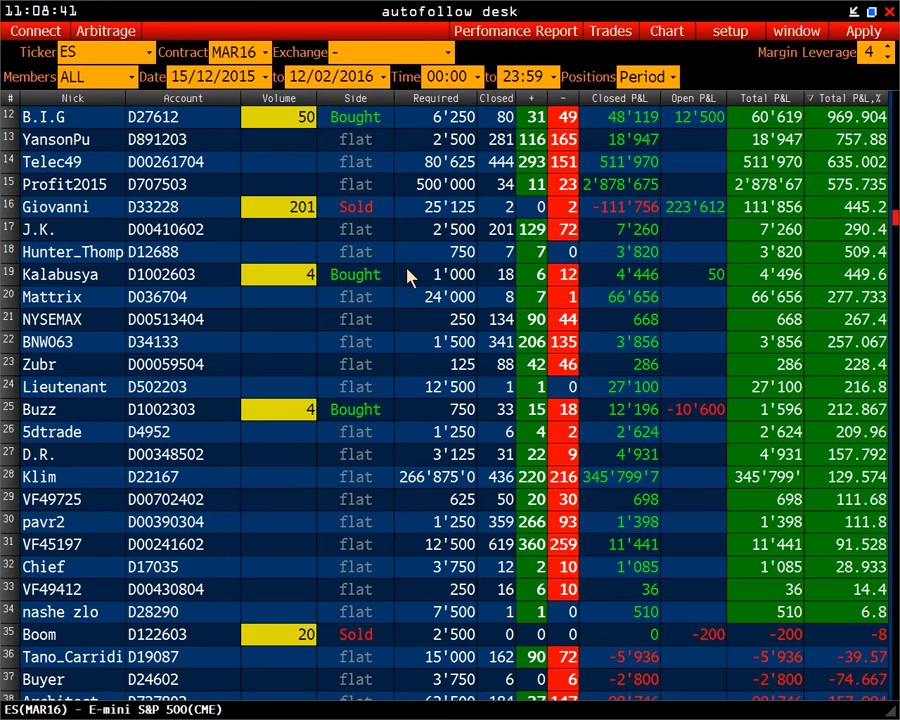 11:08:41 autofollow desk
Connect Arbitrage Perfomance Report Trades Chart setup window Apply
Ticker ES Contract MAR16 Exchange - Margin Leverage 4
Members ALL Date 15/12/2015 to 12/02/2016 Time 00:00 to 23:59 Positions Period
# Nick Account Volume Side Required Closed + - Closed P&L Open P&L Total P&L Total P&L,%
12 B.I.G D27612 50 Bought 6'250 80 31 49 48'119 12'500 60'619 969.904
13 YansonPu D891203 flat 2'500 281 116 165 18'947 18'947 757.88
14 Telec49 D00261704 flat 80'625 444 293 151 511'970 511'970 635.002
15 Profit2015 D707503 flat 500'000 34 11 23 2'878'675 2'878'67 575.735
16 Giovanni D33228 201 Sold 25'125 2 0 2 -111'756 223'612 111'856 445.2
17 J.K. D00410602 flat 2'500 201 129 72 7'260 7'260 290.4
18 Hunter_Thomp D12688 flat 750 7 7 0 3'820 3'820 509.4
19 Kalabusya D1002603 4 Bought 1'000 18 6 12 4'446 50 4'496 449.6
20 Mattrix D036704 flat 24'000 8 7 1 66'656 66'656 277.733
21 NYSEMAX D00513404 flat 250 134 90 44 668 668 267.4
22 BNW063 D34133 flat 1'500 341 206 135 3'856 3'856 257.067
23 Zubr D00059504 flat 125 88 42 46 286 286 228.4
24 Lieutenant D502203 flat 12'500 1 1 0 27'100 27'100 216.8
25 Buzz D1002303 4 Bought 750 33 15 18 12'196 -10'600 1'596 212.867
26 5dtrade D4952 flat 1'250 6 4 2 2'624 2'624 209.96
27 D.R. D00348502 flat 3'125 31 22 9 4'931 4'931 157.792
28 Klim D22167 flat 266'875'0 436 220 216 345'799'7 345'799' 129.574
29 VF49725 D00702402 flat 625 50 20 30 698 698 111.68
30 pavr2 D00390304 flat 1'250 359 266 93 1'398 1'398 111.8
31 VF45197 D00241602 flat 12'500 619 360 259 11'441 11'441 91.528
32 Chief D17035 flat 3'750 12 2 10 1'085 1'085 28.933
33 VF49412 D00430804 flat 250 16 6 10 36 36 14.4
34 nashe zlo D28290 flat 7'500 1 1 0 510 510 6.8
35 Boom D122603 20 Sold 2'500 0 0 0 0 -200 -200 -8
36 Tano_Carridi D19087 flat 15'000 162 90 72 -5'936 -5'936 -39.57
37 Buyer D24602 flat 3'750 6 0 6 -2'800 -2'800 -74.667
38
ES(MAR16) - E-mini S&P 500(CME)